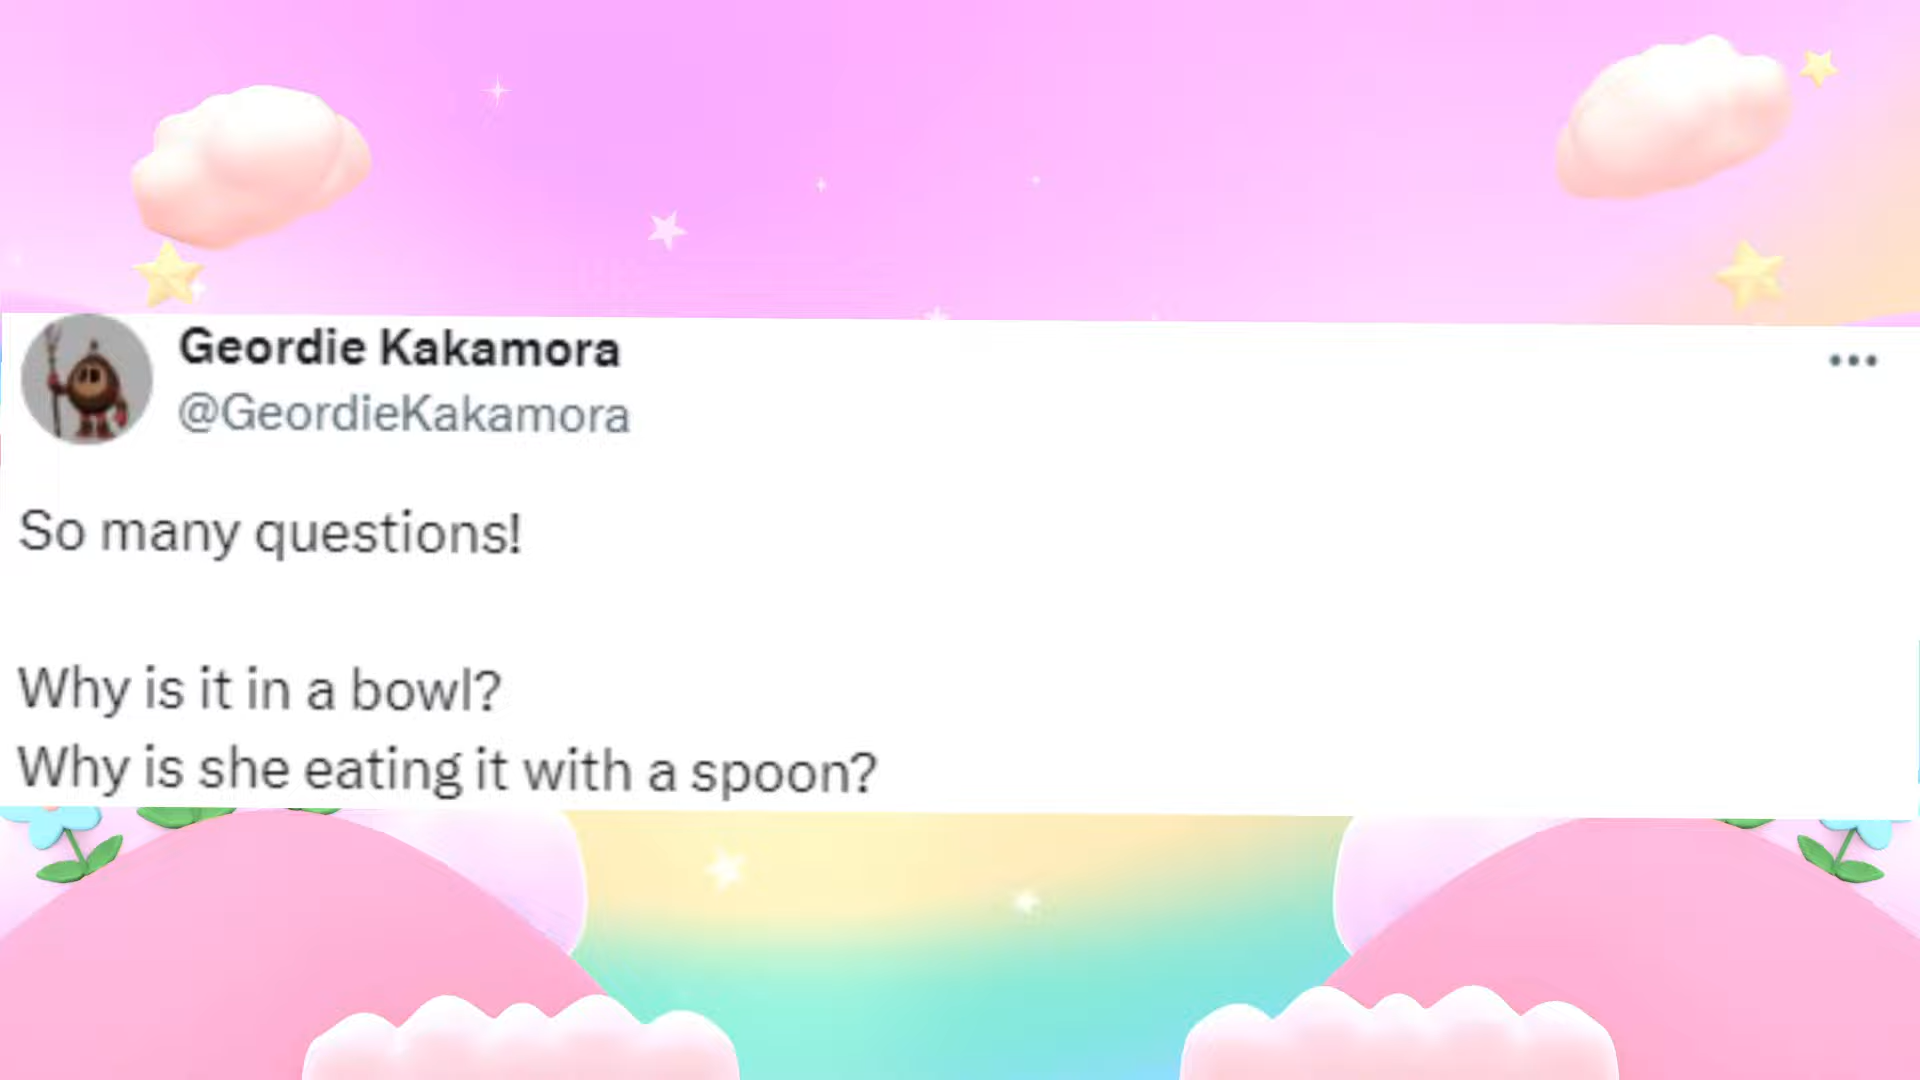 Geordie Kakamora
@GeordieKakamora
So many questions!
Why is it in a bowl?
Why is she eating it with a spoon?